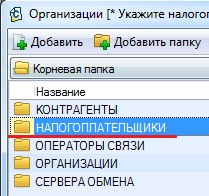 Организации [* Укажите налогоп
Добавить Добавить папку
Корневая папка
Название
КОНТРАГЕНТЫ
НАЛОГОПЛАТЕЛЬЩИКИ
ОПЕРАТОРЫ СВЯЗИ
ОРГАНИЗАЦИИ
СЕРВЕРА ОБМЕНА